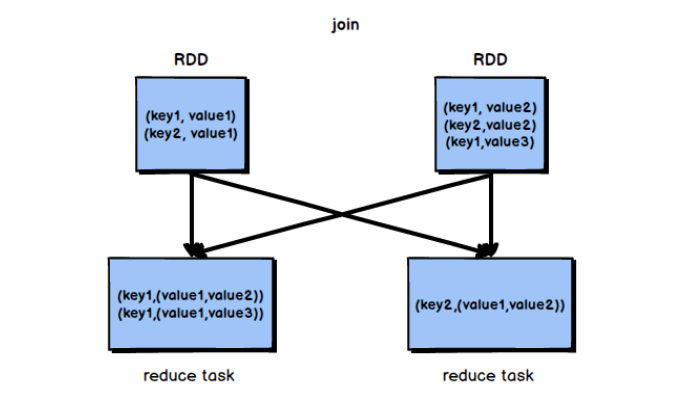 join
RDD
RDD
(key1, value1)
(key2, value1)
(key1, value2)
(key2,value2)
(key1,value3)
(key1,(value1,value2))
(key1,(value1,value3))
(key2,(value1,value2))
reduce task
reduce task